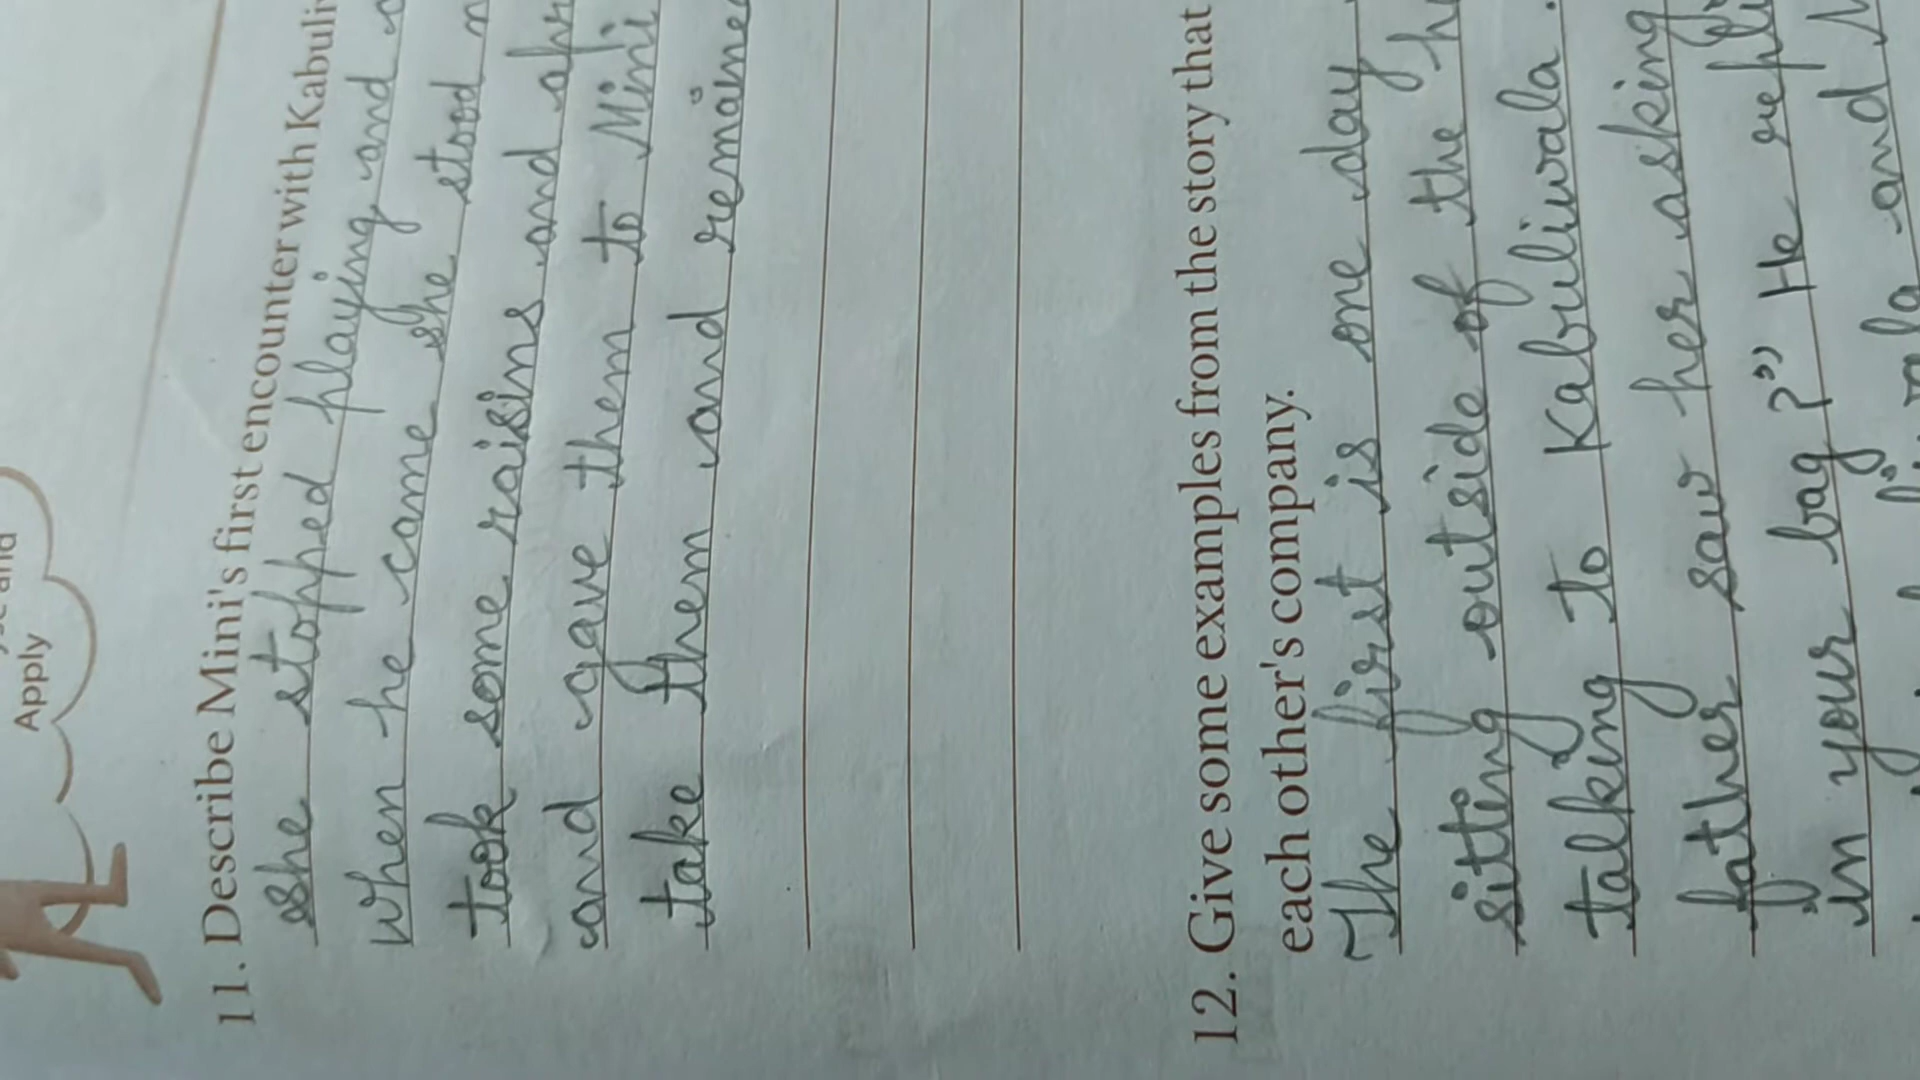 Apply
11. Describe Mini's first encounter with
she stopped playing and
when he came she stood
took some raisins and
and gave them to Mini
take them and
12. Give some examples from the story that
each other's company.
The first is one day
sitting outside of the
talking to Kabuliwala.
father saw her asking
in your bag?" He
and